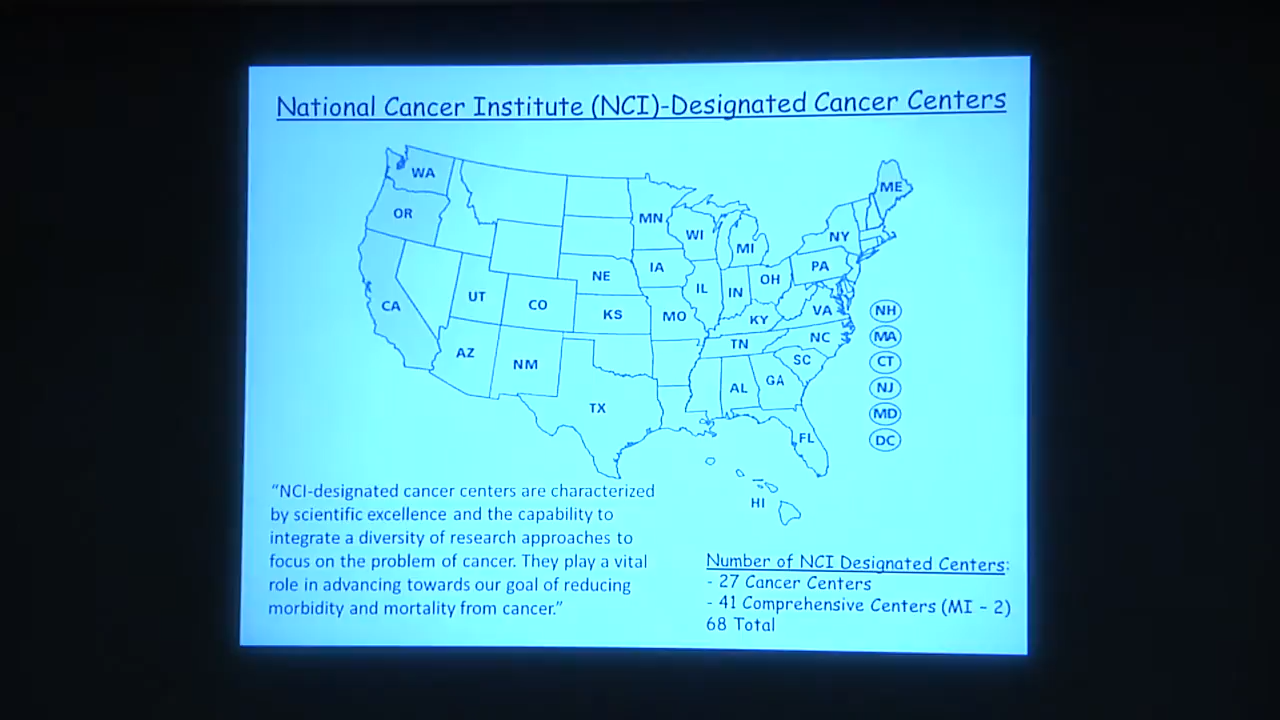 National Cancer Institute (NCI)-Designated Cancer Centers
WA
ME
OR
MN
NY
WI
MI
PA
IA
OH
NE
IL
IN
UT
CO
CA
KS
MO
KY
VA
NH
TN
NC
MA
AZ
NM
SC
CT
AL
GA
NJ
TX
MD
FL
DC
HI
“NCI-designated cancer centers are characterized
by scientific excellence and the capability to
integrate a diversity of research approaches to
focus on the problem of cancer. They play a vital
role in advancing towards our goal of reducing
morbidity and mortality from cancer.”
Number of NCI Designated Centers:
- 27 Cancer Centers
- 41 Comprehensive Centers (MI – 2)
68 Total